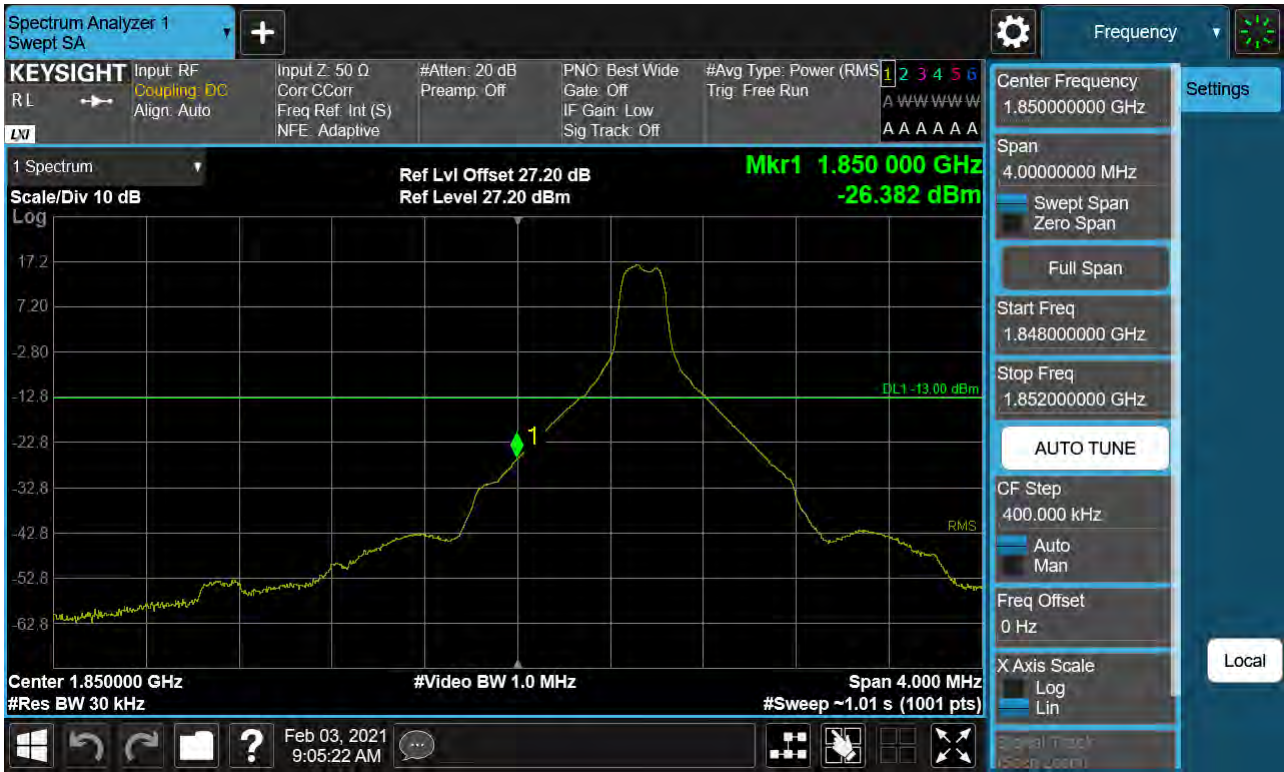 Spectrum Analyzer 1
Swept SA
+
Frequency
KEYSIGHT
RL
LXI
Input: RF
Coupling: DC
Align: Auto
Input Z: 50 Ω
Corr CCorr
Freq Ref: Int (S)
NFE: Adaptive
#Atten: 20 dB
Preamp: Off
PNO: Best Wide
Gate: Off
IF Gain: Low
Sig Track: Off
#Avg Type: Power (RMS
Trig: Free Run
1 2 3 4 5 6
A W W W W W
A A A A A A
1 Spectrum
Scale/Div 10 dB
Log
Ref Lvl Offset 27.20 dB
Ref Level 27.20 dBm
Mkr1 1.850 000 GHz
-26.382 dBm
17.2
7.20
-2.80
-12.8
-22.8
-32.8
-42.8
-52.8
-62.8
DL1 -13.00 dBm
1
RMS
Center 1.850000 GHz
#Res BW 30 kHz
#Video BW 1.0 MHz
Span 4.000 MHz
#Sweep ~1.01 s (1001 pts)
Center Frequency
1.850000000 GHz
Settings
Span
4.00000000 MHz
Swept Span
Zero Span
Full Span
Start Freq
1.848000000 GHz
Stop Freq
1.852000000 GHz
AUTO TUNE
CF Step
400.000 kHz
Auto
Man
Freq Offset
0 Hz
X Axis Scale
Log
Lin
Signal Track
(Span Zoom)
Local
?
Feb 03, 2021
9:05:22 AM